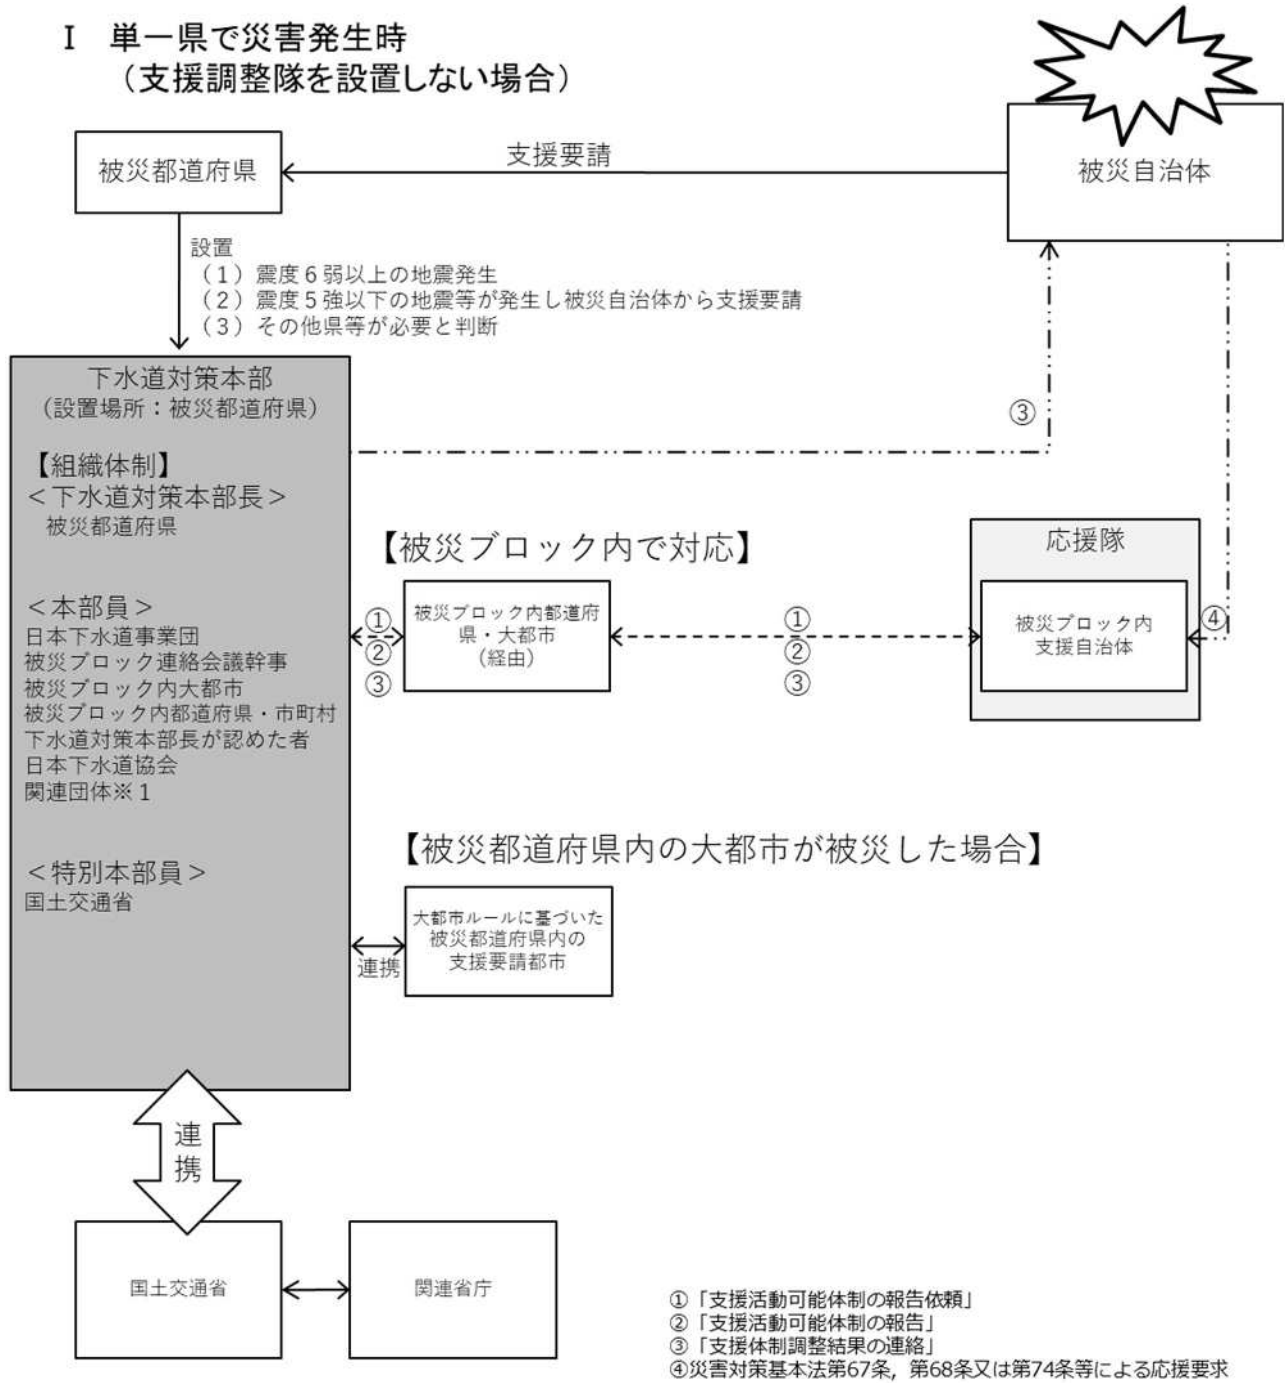 Ⅰ 単一県で災害発生時
（支援調整隊を設置しない場合）
被災都道府県
支援要請
被災自治体
設置
（1）震度６弱以上の地震発生
（2）震度５強以下の地震等が発生し被災自治体から支援要請
（3）その他県等が必要と判断
下水道対策本部
（設置場所：被災都道府県）
【組織体制】
＜下水道対策本部長＞
被災都道府県
＜本部員＞
日本下水道事業団
被災ブロック連絡会議幹事
被災ブロック内大都市
被災ブロック内都道府県・市町村
下水道対策本部長が認めた者
日本下水道協会
関連団体※１
＜特別本部員＞
国土交通省
③
【被災ブロック内で対応】
①
②
③
被災ブロック内都道府
県・大都市
（経由）
①
②
③
応援隊
被災ブロック内
支援自治体
④
【被災都道府県内の大都市が被災した場合】
連携
大都市ルールに基づいた
被災都道府県内の
支援要請都市
連
携
国土交通省
関連省庁
①「支援活動可能体制の報告依頼」
②「支援活動可能体制の報告」
③「支援体制調整結果の連絡」
④災害対策基本法第67条，第68条又は第74条等による応援要求